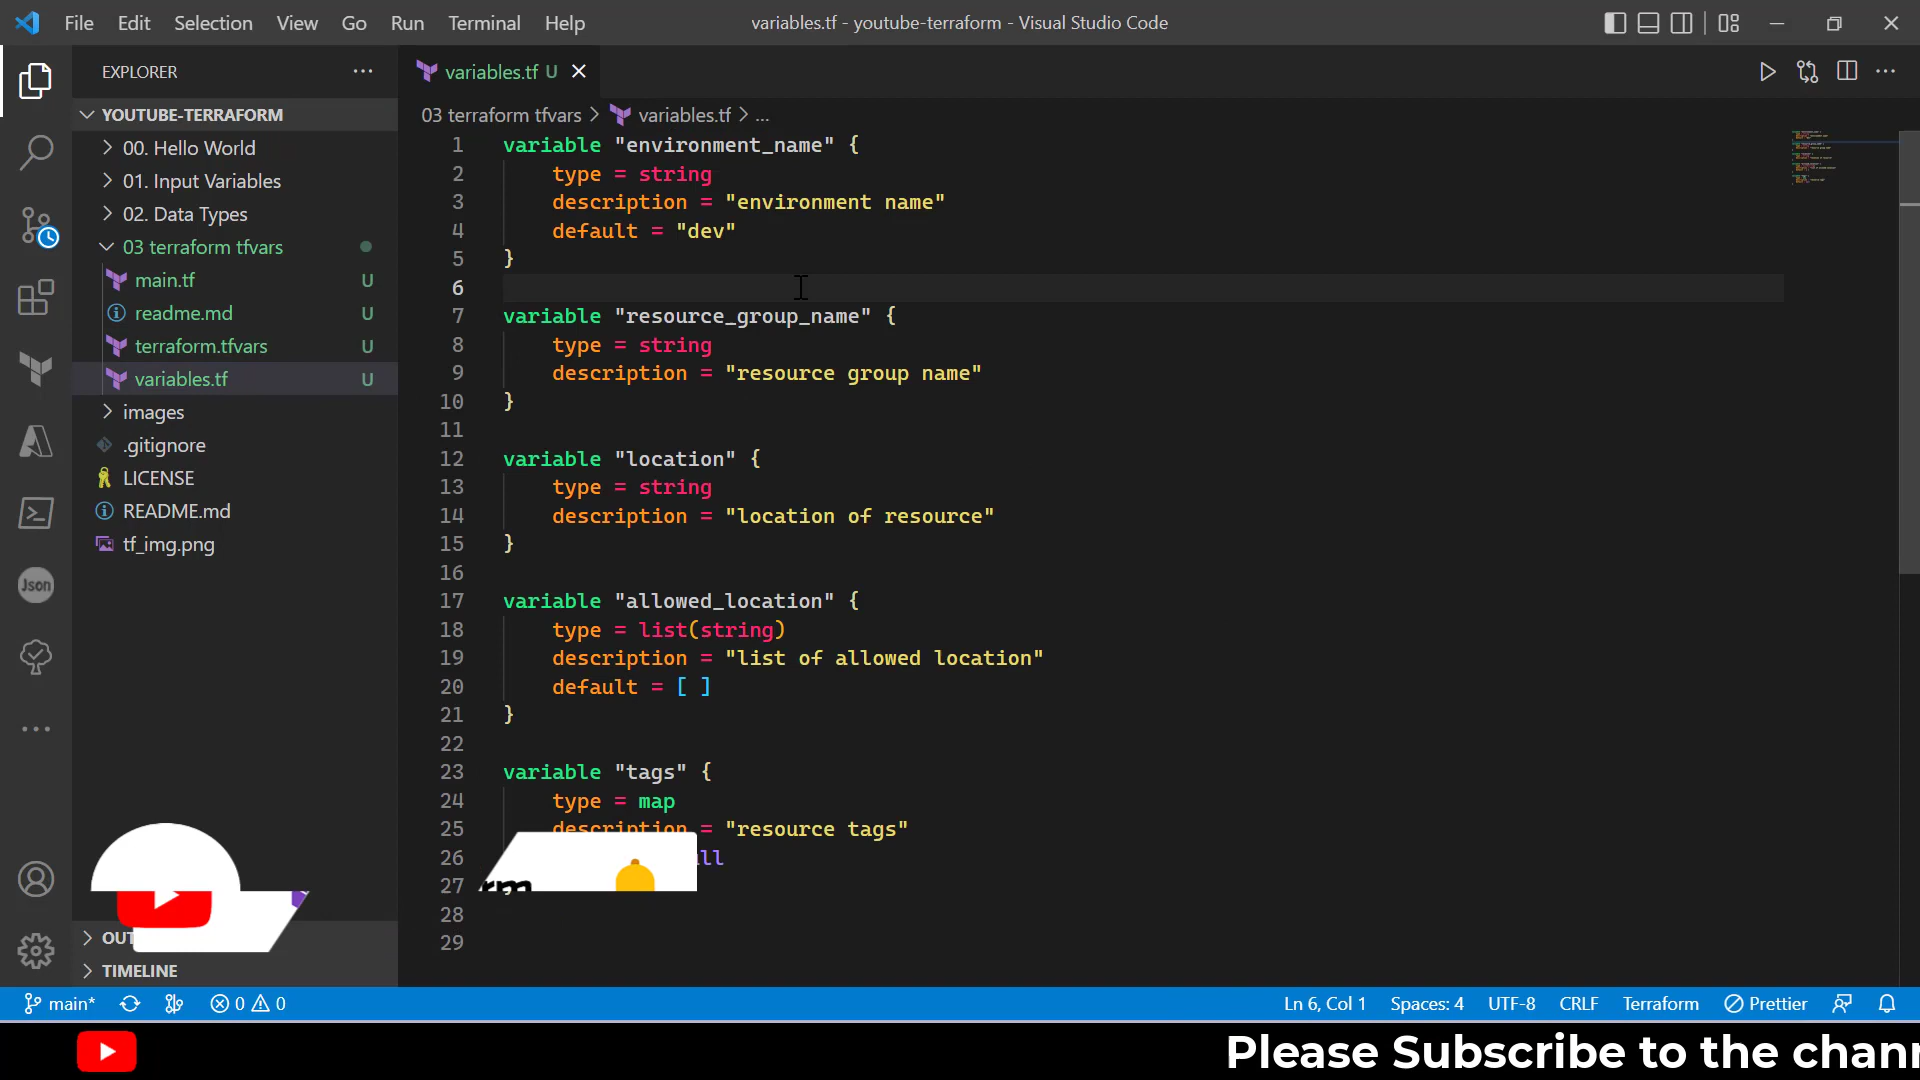 File Edit Selection View Go Run Terminal Help
variables.tf - youtube-terraform - Visual Studio Code
EXPLORER
YOUTUBE-TERRAFORM
00. Hello World
01. Input Variables
02. Data Types
03 terraform tfvars
main.tf U
readme.md U
terraform.tfvars U
variables.tf U
images
.gitignore
LICENSE
README.md
tf_img.png
Json
TIMELINE
variables.tf U
03 terraform tfvars > variables.tf > ...
1 variable "environment_name" {
2 type = string
3 description = "environment name"
4 default = "dev"
5 }
6
7 variable "resource_group_name" {
8 type = string
9 description = "resource group name"
10 }
11
12 variable "location" {
13 type = string
14 description = "location of resource"
15 }
16
17 variable "allowed_location" {
18 type = list(string)
19 description = "list of allowed location"
20 default = [ ]
21 }
22
23 variable "tags" {
24 type = map
25 description = "resource tags"
26
27
28
29
main* 0 0
Ln 6, Col 1 Spaces: 4 UTF-8 CRLF Terraform Prettier
Please Subscribe to the